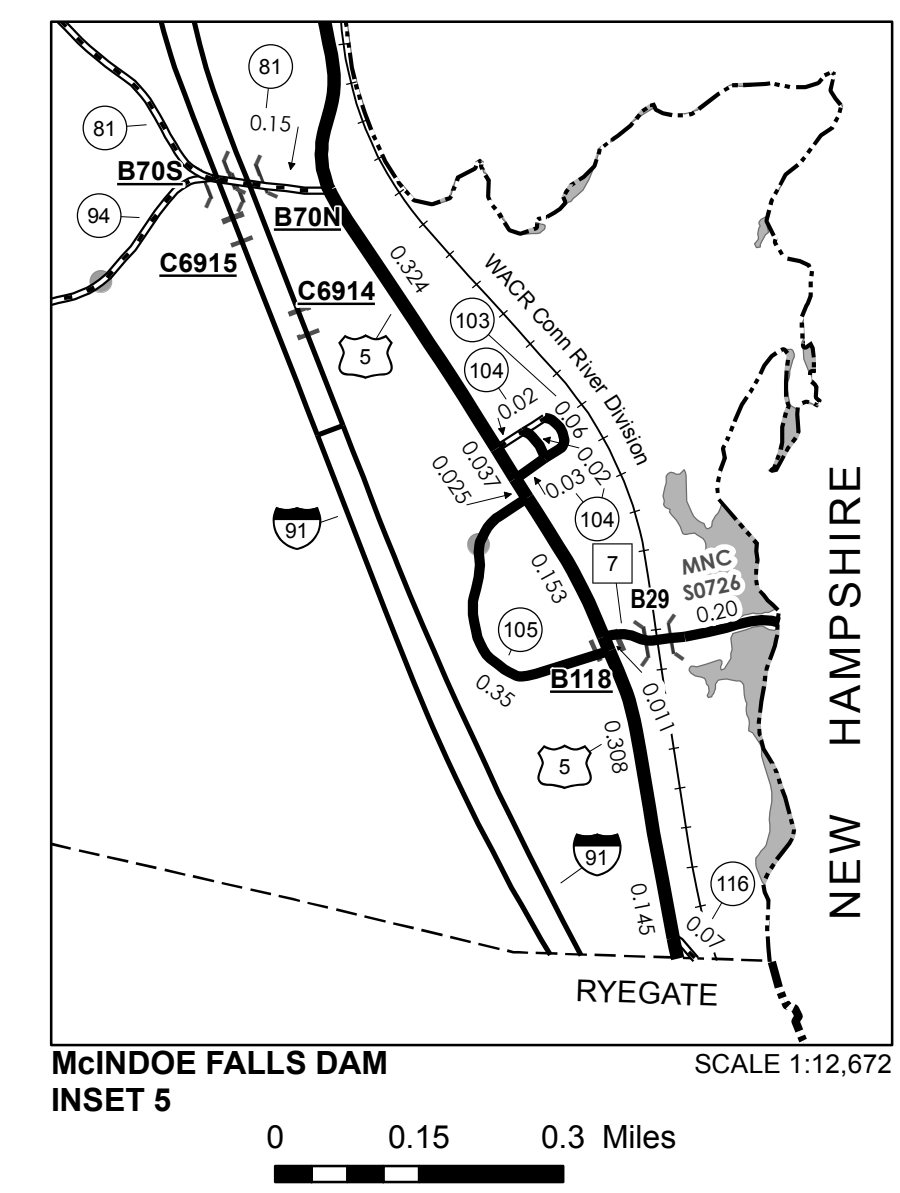 81
0.15
81
B70S
94
B70N
C6915
C6914
0.324
5
WACR Conn River Division
103
104
0.02
0.06
0.037
0.025
0.02
0.03
104
91
7
MNC
S0726
0.20
B29
0.153
105
B118
0.35
0.011
0.308
5
91
0.145
116
0.07
NEW HAMPSHIRE
RYEGATE
McINDOE FALLS DAM
INSET 5
SCALE 1:12,672
0 0.15 0.3 Miles